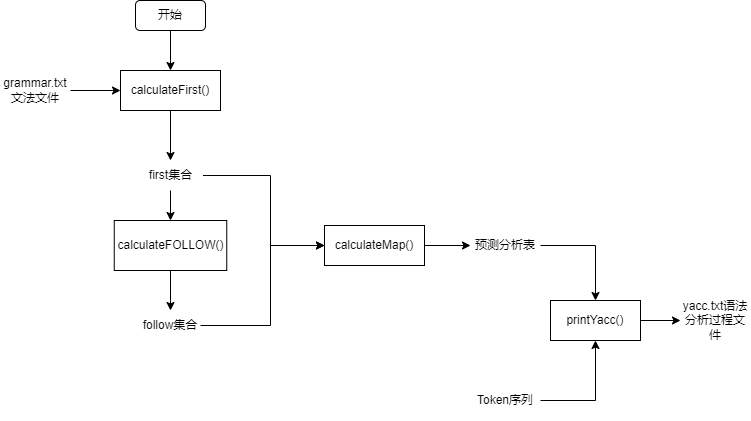 开始
grammar.txt
文法文件
calculateFirst()
first集合
calculateFOLLOW()
calculateMap()
预测分析表
follow集合
yacc.txt语法
分析过程文
件
printYacc()
Token序列